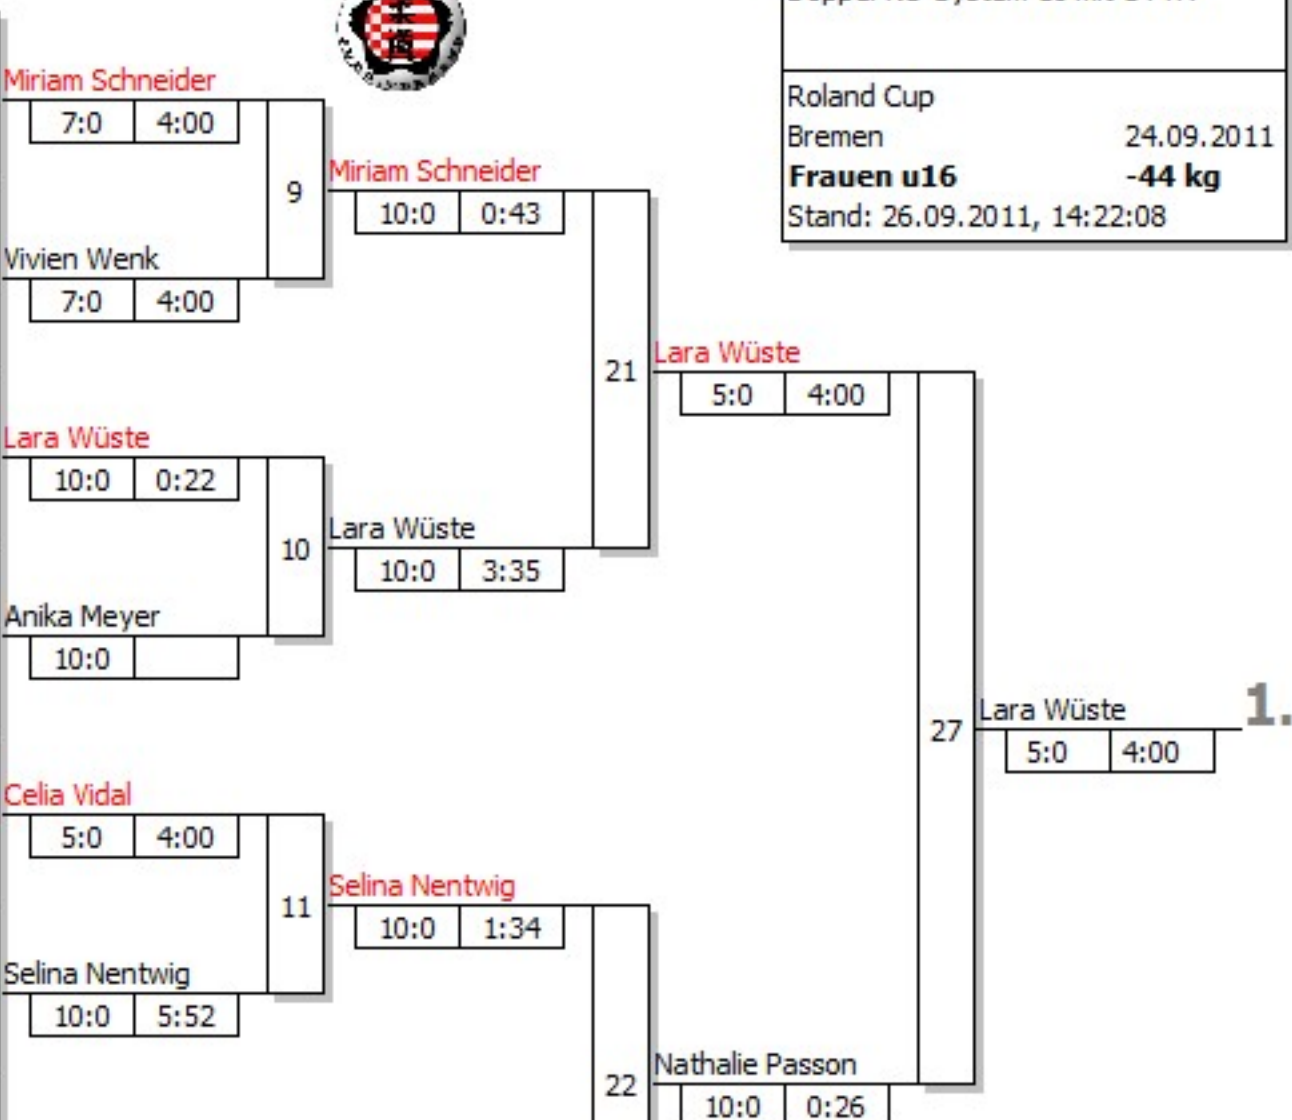 Roland Cup
Bremen 24.09.2011
Frauen u16 -44 kg
Stand: 26.09.2011, 14:22:08
Miriam Schneider
7:0 4:00
9
Vivien Wenk
7:0 4:00
Miriam Schneider
10:0 0:43
21
Lara Wüste
10:0 0:22
10
Anika Meyer
10:0
Lara Wüste
10:0 3:35
Lara Wüste
5:0 4:00
27
Lara Wüste 1.
5:0 4:00
Celia Vidal
5:0 4:00
11
Selina Nentwig
10:0 5:52
Selina Nentwig
10:0 1:34
22
Nathalie Passon
10:0 0:26